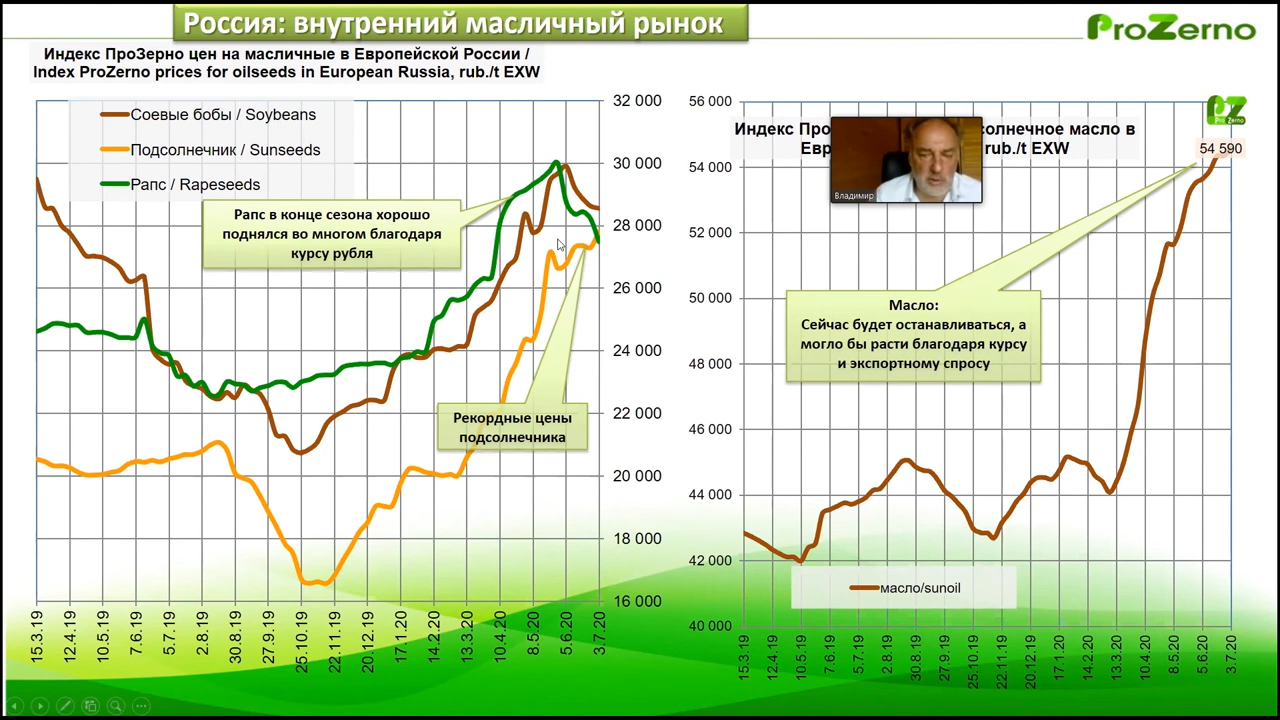 Россия: внутренний масличный рынок
ProZerno
Индекс ПроЗерно цен на масличные в Европейской России /
Index ProZerno prices for oilseeds in European Russia, rub./t EXW
Соевые бобы / Soybeans
Подсолнечник / Sunseeds
Рапс / Rapeseeds
Рапс в конце сезона хорошо
поднялся во многом благодаря
курсу рубля
Рекордные цены
подсолнечника
32 000
30 000
28 000
26 000
24 000
22 000
20 000
18 000
16 000
15.3.19
12.4.19
10.5.19
7.6.19
5.7.19
2.8.19
30.8.19
27.9.19
25.10.19
22.11.19
20.12.19
17.1.20
14.2.20
13.3.20
10.4.20
8.5.20
5.6.20
3.7.20
Индекс Про солнечное масло в
Евр rub./t EXW
PZ
ProZerno
54 590
Владимир
Масло:
Сейчас будет останавливаться, а
могло бы расти благодаря курсу
и экспортному спросу
масло/sunoil
56 000
54 000
52 000
50 000
48 000
46 000
44 000
42 000
40 000
15.3.19
12.4.19
10.5.19
7.6.19
5.7.19
2.8.19
30.8.19
27.9.19
25.10.19
22.11.19
20.12.19
17.1.20
14.2.20
13.3.20
10.4.20
8.5.20
5.6.20
3.7.20